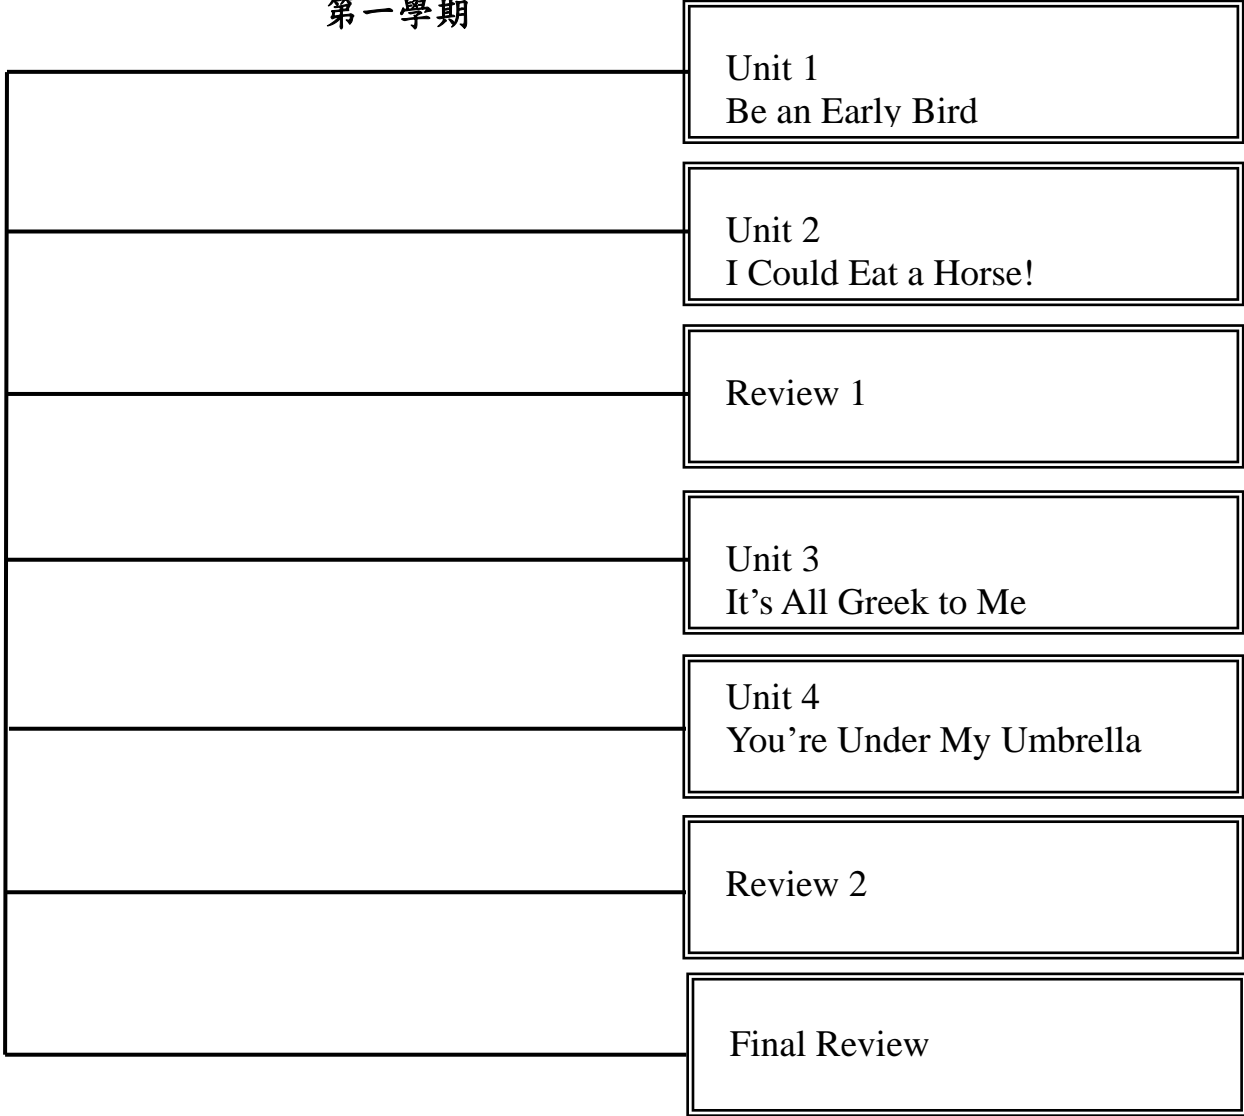 第一學期
Unit 1
Be an Early Bird
Unit 2
I Could Eat a Horse!
Review 1
Unit 3
It’s All Greek to Me
Unit 4
You’re Under My Umbrella
Review 2
Final Review